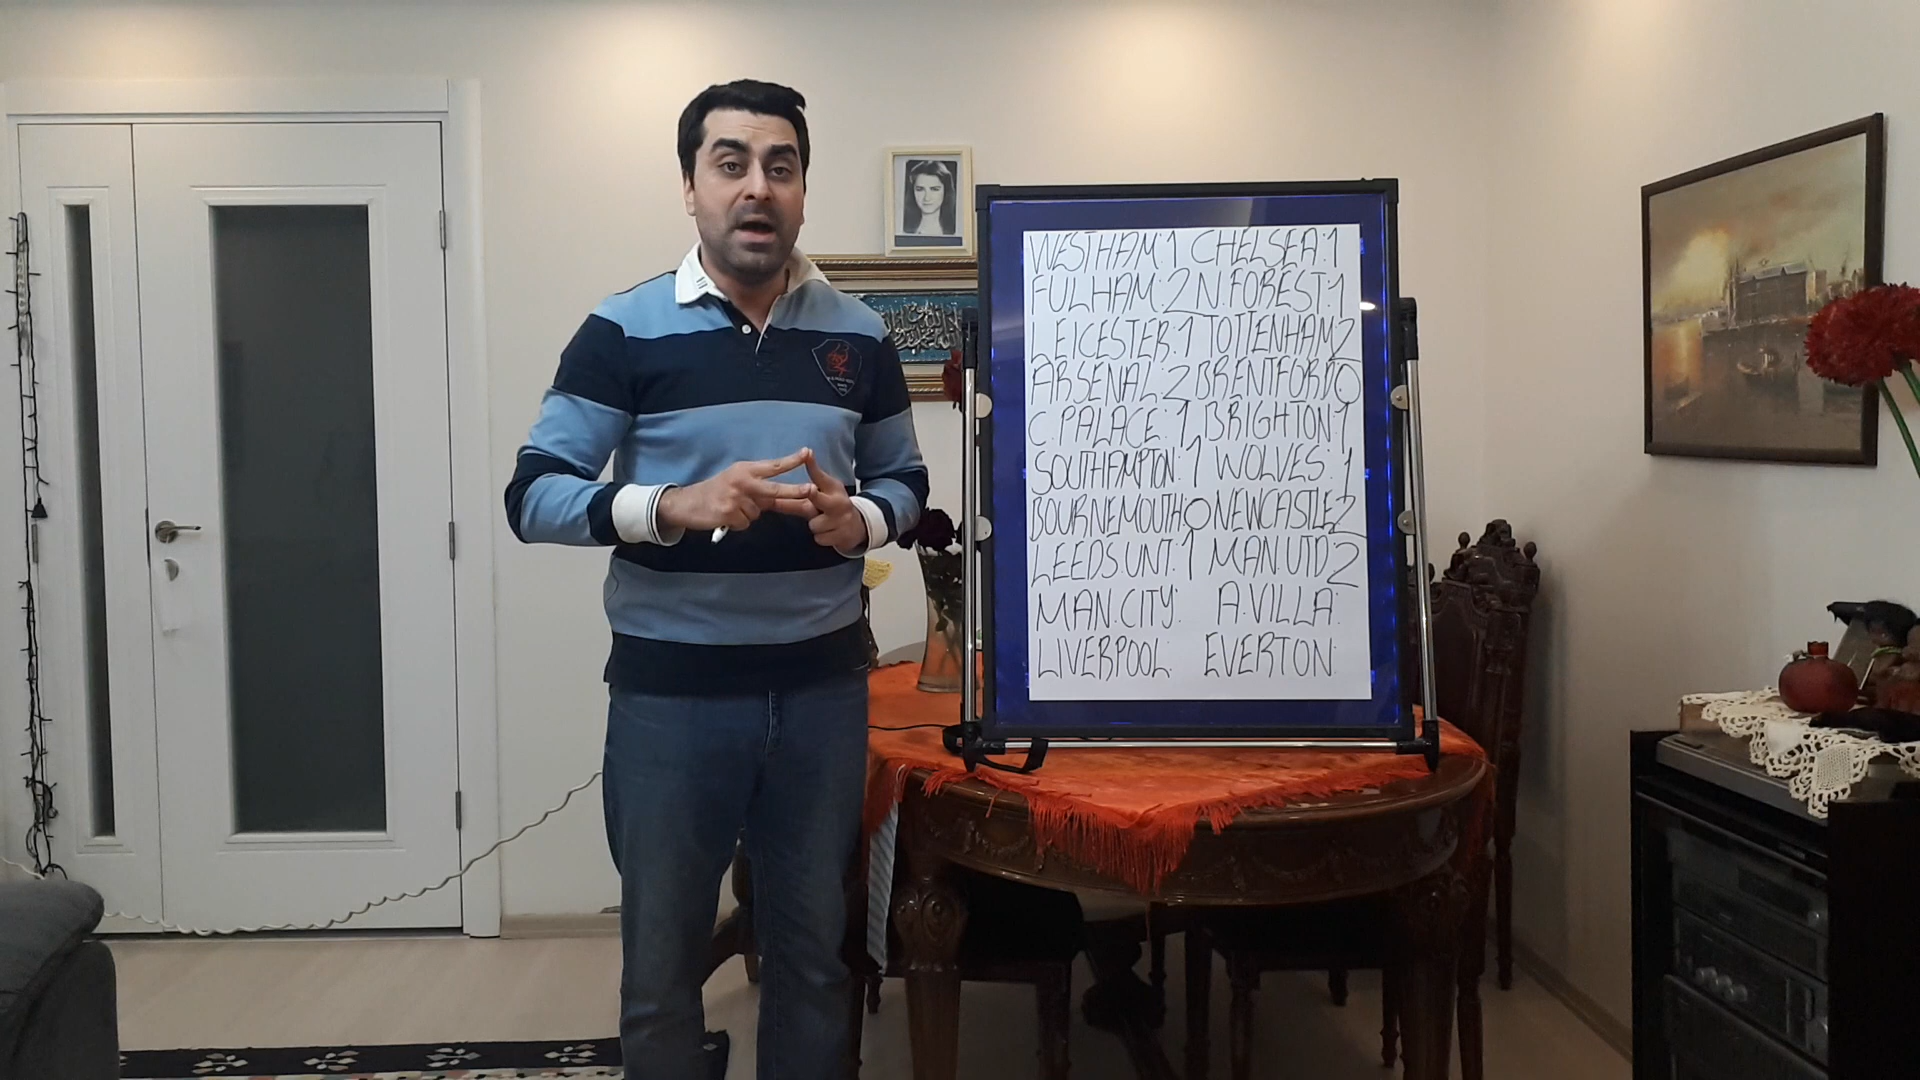 WESTHAM:1 CHELSEA:1
FULHAM:2 N.FOREST:1
LEICESTER:1 TOTTENHAM:2
ARSENAL:2 BRENTFORD:0
C.PALACE:1 BRIGHTON:1
SOUTHAMPTON:1 WOLVES:1
BOURNEMOUTH:0 NEWCASTLE:2
LEEDS UNT:1 MAN.UTD:2
MAN.CITY: A.VILLA:
LIVERPOOL: EVERTON: